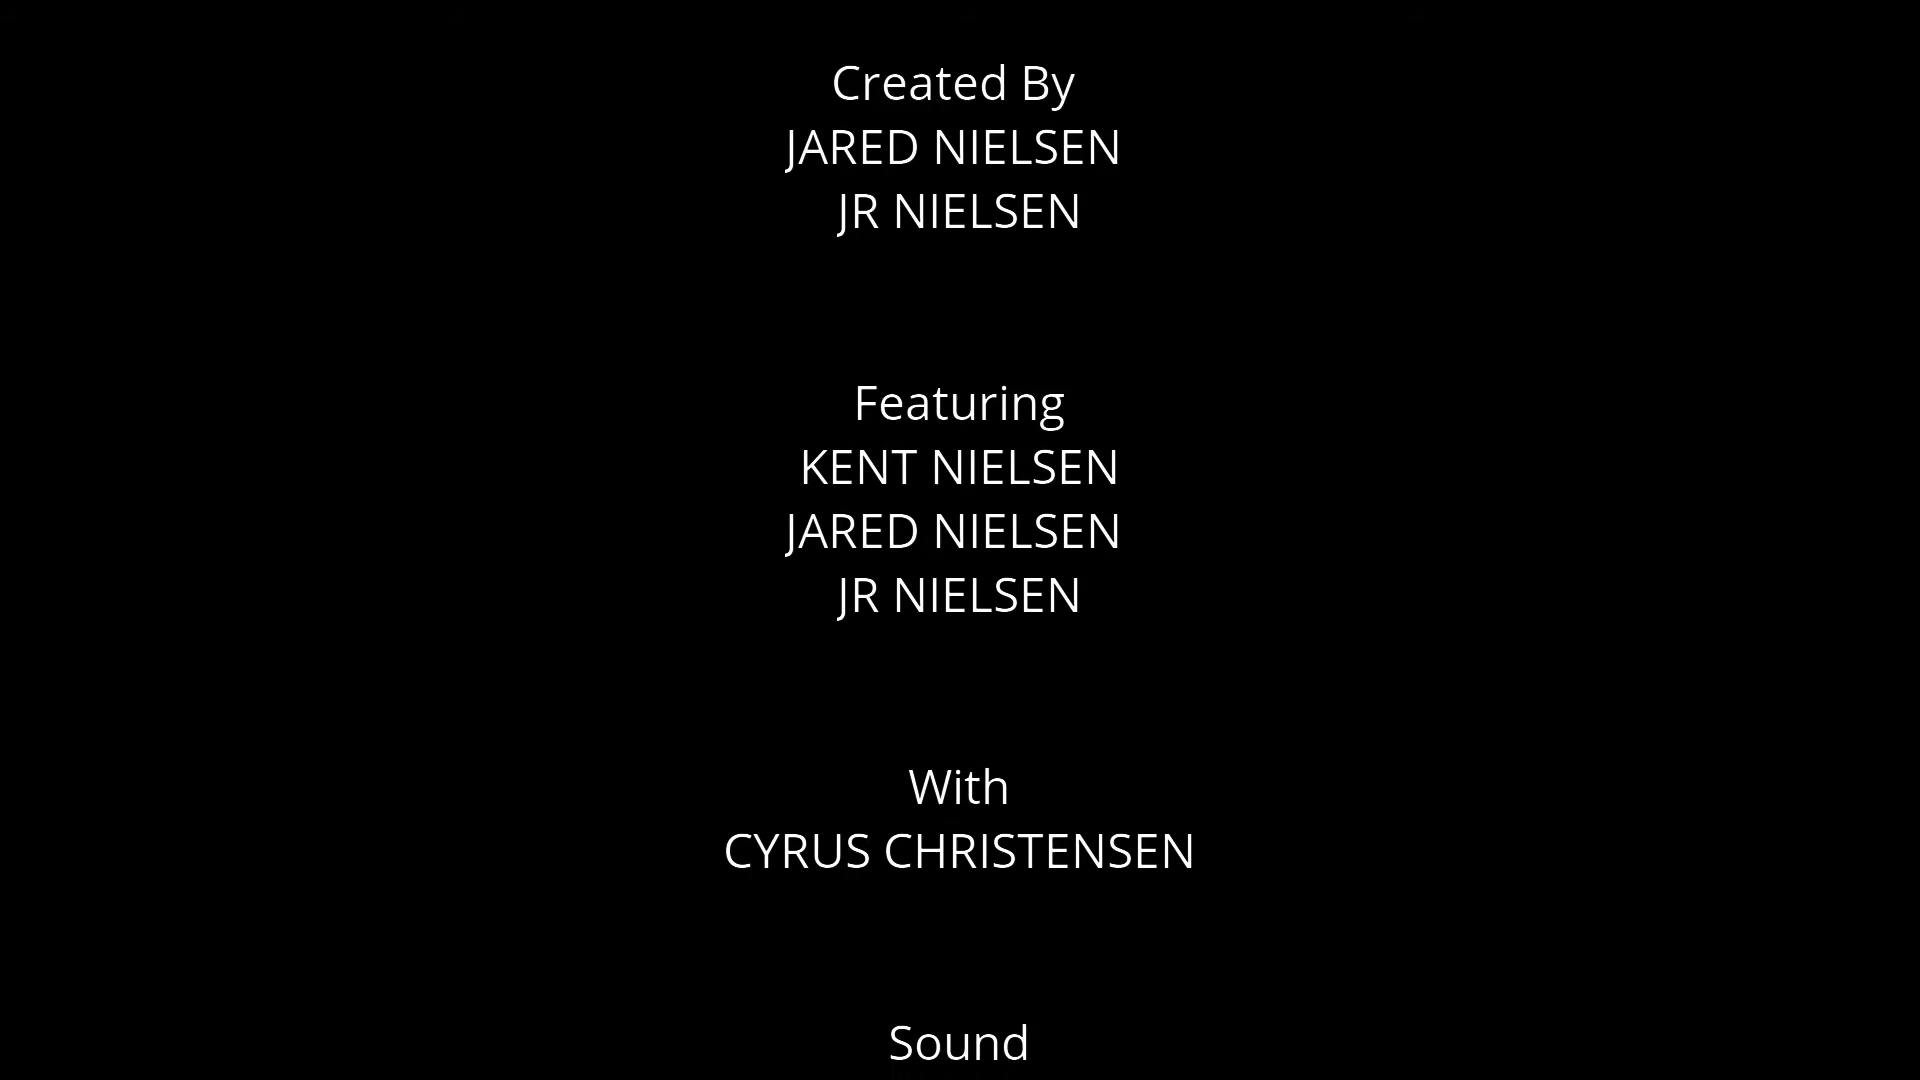 Created By
JARED NIELSEN
JR NIELSEN
Featuring
KENT NIELSEN
JARED NIELSEN
JR NIELSEN
With
CYRUS CHRISTENSEN
Sound